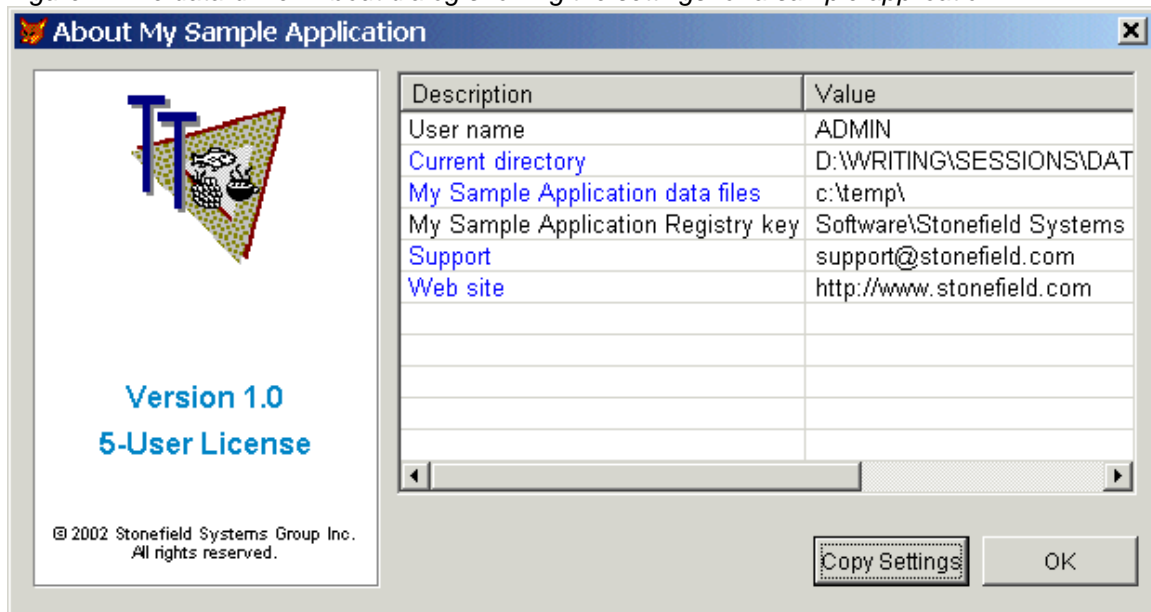 About My Sample Application
TT
Version 1.0
5-User License
© 2002 Stonefield Systems Group Inc.
All rights reserved.
Description Value
User name ADMIN
Current directory D:\WRITING\SESSIONS\DAT
My Sample Application data files c:\temp\
My Sample Application Registry key Software\Stonefield Systems
Support support@stonefield.com
Web site http://www.stonefield.com
Copy Settings OK